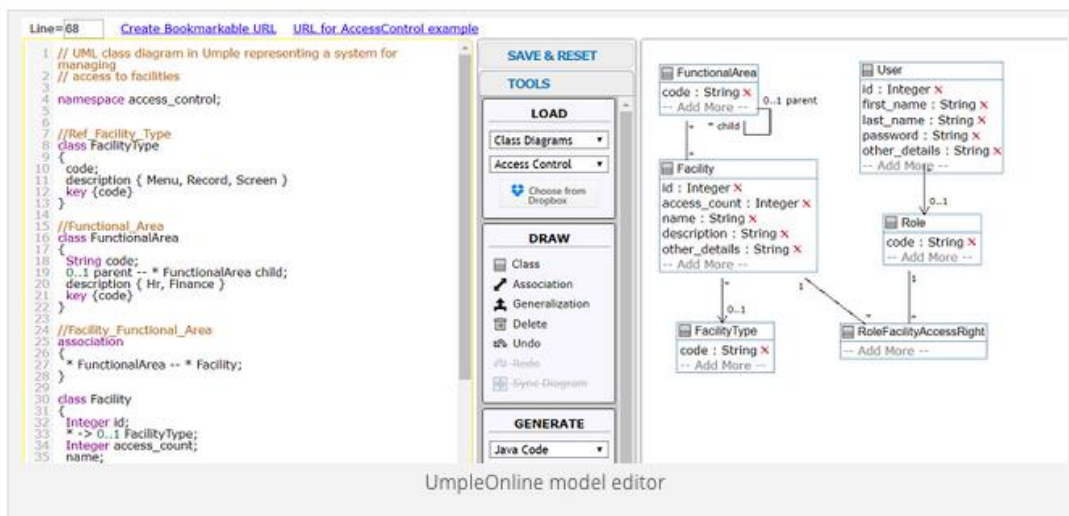 Line= 68 Create Bookmarkable URL URL for AccessControl example
1 // UML class diagram in Umple representing a system for
managing
2 // access to facilities
3
4 namespace access_control;
5
6
7 //Ref_Facility_Type
8 class FacilityType
9 {
10 code;
11 description { Menu, Record, Screen }
12 key {code}
13 }
14
15 //Functional_Area
16 class FunctionalArea
17 {
18 String code;
19 0..1 parent -- * FunctionalArea child;
20 description { Hr, Finance }
21 key {code}
22 }
23
24 //Facility_Functional_Area
25 association
26 {
27 * FunctionalArea -- * Facility;
28 }
29
30 class Facility
31 {
32 Integer id;
33 * -> 0..1 FacilityType;
34 Integer access_count;
35 name;
SAVE & RESET
TOOLS
LOAD
Class Diagrams
Access Control
Choose from
Dropbox
DRAW
Class
Association
Generalization
Delete
Undo
Redo
Sync Diagram
GENERATE
Java Code
FunctionalArea
code : String X
-- Add More --
0..1 parent
* child
*
*
Facility
id : Integer X
access_count : Integer X
name : String X
description : String X
other_details : String X
-- Add More --
*
0..1
FacilityType
code : String X
-- Add More --
User
id : Integer X
first_name : String X
last_name : String X
password : String X
other_details : String X
-- Add More --
*
0..1
Role
code : String X
-- Add More --
1
*
1
*
RoleFacilityAccessRight
-- Add More --
UmpleOnline model editor